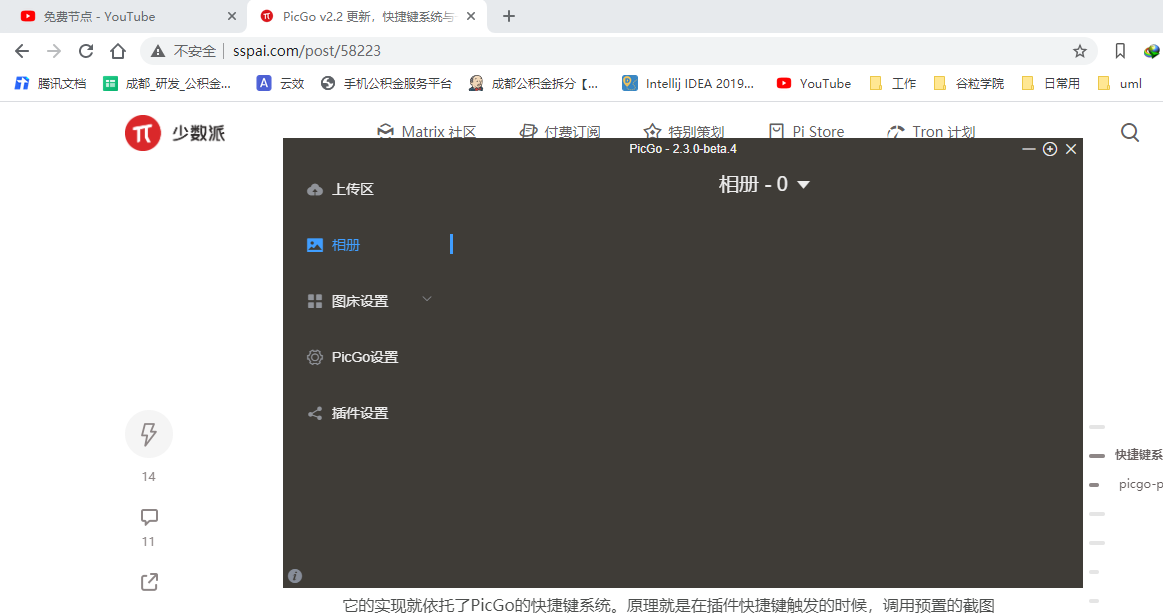 免费节点 - YouTube
PicGo v2.2 更新，快捷键系统与
不安全 sspai.com/post/58223
腾讯文档 成都_研发_公积金... 云效 手机公积金服务平台 成都公积金拆分【... Intellij IDEA 2019... YouTube 工作 谷粒学院 日常用 uml
少数派 Matrix 社区 付费订阅 特别策划 Pi Store Tron 计划
PicGo - 2.3.0-beta.4
上传区
相册 - 0
相册
图床设置
PicGo设置
插件设置
14
11
快捷键系
picgo-p
它的实现就依托了PicGo的快捷键系统。原理就是在插件快捷键触发的时候，调用预置的截图